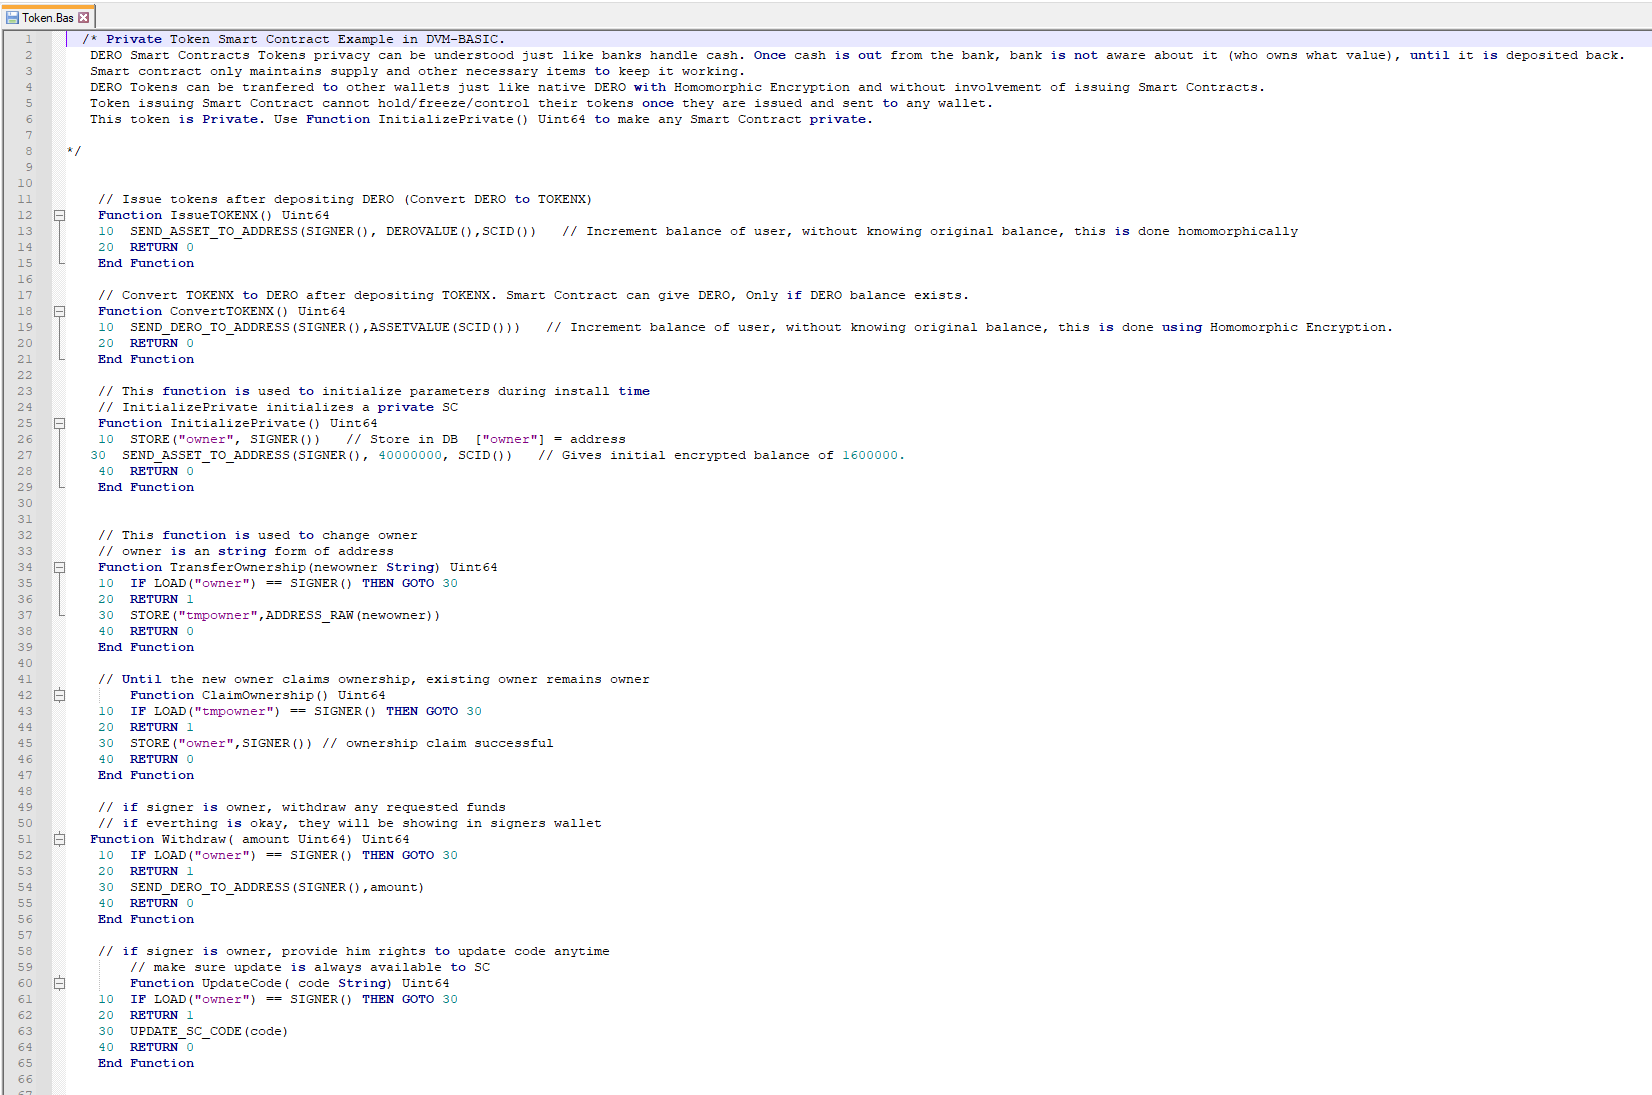 Token.Bas
1 /* Private Token Smart Contract Example in DVM-BASIC.
2 DERO Smart Contracts Tokens privacy can be understood just like banks handle cash. Once cash is out from the bank, bank is not aware about it (who owns what value), until it is deposited back.
3 Smart contract only maintains supply and other necessary items to keep it working.
4 DERO Tokens can be tranfered to other wallets just like native DERO with Homomorphic Encryption and without involvement of issuing Smart Contracts.
5 Token issuing Smart Contract cannot hold/freeze/control their tokens once they are issued and sent to any wallet.
6 This token is Private. Use Function InitializePrivate() Uint64 to make any Smart Contract private.
7
8 */
9
10
11 // Issue tokens after depositing DERO (Convert DERO to TOKENX)
12 Function IssueTOKENX() Uint64
13 10 SEND_ASSET_TO_ADDRESS(SIGNER(), DEROVALUE(),SCID()) // Increment balance of user, without knowing original balance, this is done homomorphically
14 20 RETURN 0
15 End Function
16
17 // Convert TOKENX to DERO after depositing TOKENX. Smart Contract can give DERO, Only if DERO balance exists.
18 Function ConvertTOKENX() Uint64
19 10 SEND_DERO_TO_ADDRESS(SIGNER(),ASSETVALUE(SCID())) // Increment balance of user, without knowing original balance, this is done using Homomorphic Encryption.
20 20 RETURN 0
21 End Function
22
23 // This function is used to initialize parameters during install time
24 // InitializePrivate initializes a private SC
25 Function InitializePrivate() Uint64
26 10 STORE("owner", SIGNER()) // Store in DB ["owner"] = address
27 30 SEND_ASSET_TO_ADDRESS(SIGNER(), 40000000, SCID()) // Gives initial encrypted balance of 1600000.
28 40 RETURN 0
29 End Function
30
31
32 // This function is used to change owner
33 // owner is an string form of address
34 Function TransferOwnership(newowner String) Uint64
35 10 IF LOAD("owner") == SIGNER() THEN GOTO 30
36 20 RETURN 1
37 30 STORE("tmpowner",ADDRESS_RAW(newowner))
38 40 RETURN 0
39 End Function
40
41 // Until the new owner claims ownership, existing owner remains owner
42 Function ClaimOwnership() Uint64
43 10 IF LOAD("tmpowner") == SIGNER() THEN GOTO 30
44 20 RETURN 1
45 30 STORE("owner",SIGNER()) // ownership claim successful
46 40 RETURN 0
47 End Function
48
49 // if signer is owner, withdraw any requested funds
50 // if everthing is okay, they will be showing in signers wallet
51 Function Withdraw( amount Uint64) Uint64
52 10 IF LOAD("owner") == SIGNER() THEN GOTO 30
53 20 RETURN 1
54 30 SEND_DERO_TO_ADDRESS(SIGNER(),amount)
55 40 RETURN 0
56 End Function
57
58 // if signer is owner, provide him rights to update code anytime
59 // make sure update is always available to SC
60 Function UpdateCode( code String) Uint64
61 10 IF LOAD("owner") == SIGNER() THEN GOTO 30
62 20 RETURN 1
63 30 UPDATE_SC_CODE(code)
64 40 RETURN 0
65 End Function
66
67